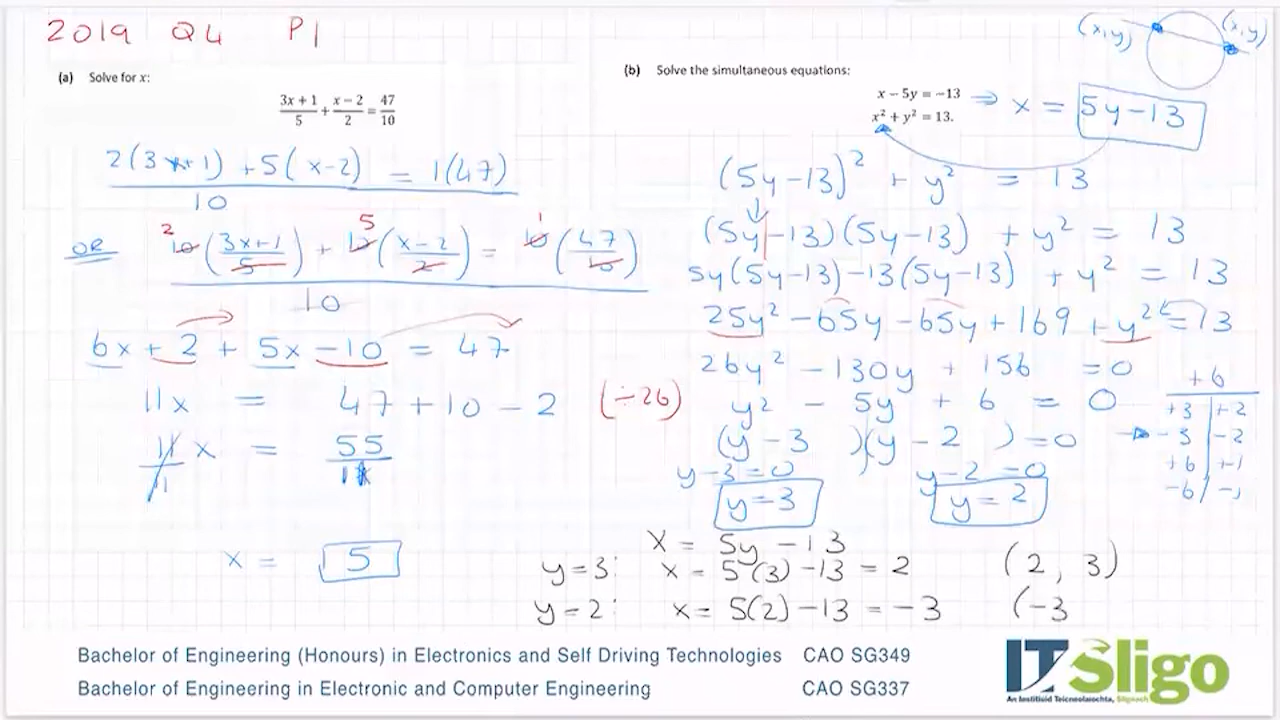 2019 Q4 P1
(a) Solve for x:
3x + 1 / 5 + x − 2 / 2 = 47 / 10
2(3x+1) + 5(x-2) = 1(47)
10
OR
2 5 1
10(3x+1 / 5) + 10(x-2 / 2) = 10(47 / 10)
10
6x + 2 + 5x - 10 = 47
11x = 47 + 10 - 2
11x = 55
11 11
x = 5
(b) Solve the simultaneous equations:
(x,y) (x,y)
x − 5y = −13 ⇒ x = 5y-13
x² + y² = 13.
(5y-13)² + y² = 13
(5y-13)(5y-13) + y² = 13
5y(5y-13) -13(5y-13) + y² = 13
25y² - 65y - 65y + 169 + y² = 13
26y² - 130y + 156 = 0
(÷26) y² - 5y + 6 = 0
(y - 3)(y - 2) = 0
y-3=0 y-2=0
y=3 y=2
+6
+3 +2
-3 -2
+6 +1
-6 -1
x = 5y - 13
y=3: x = 5(3) - 13 = 2 (2, 3)
y=2: x = 5(2) - 13 = -3 (-3
Bachelor of Engineering (Honours) in Electronics and Self Driving Technologies CAO SG349
Bachelor of Engineering in Electronic and Computer Engineering CAO SG337
IT Sligo
An Institiúid Teicneolaíochta, Sligeach